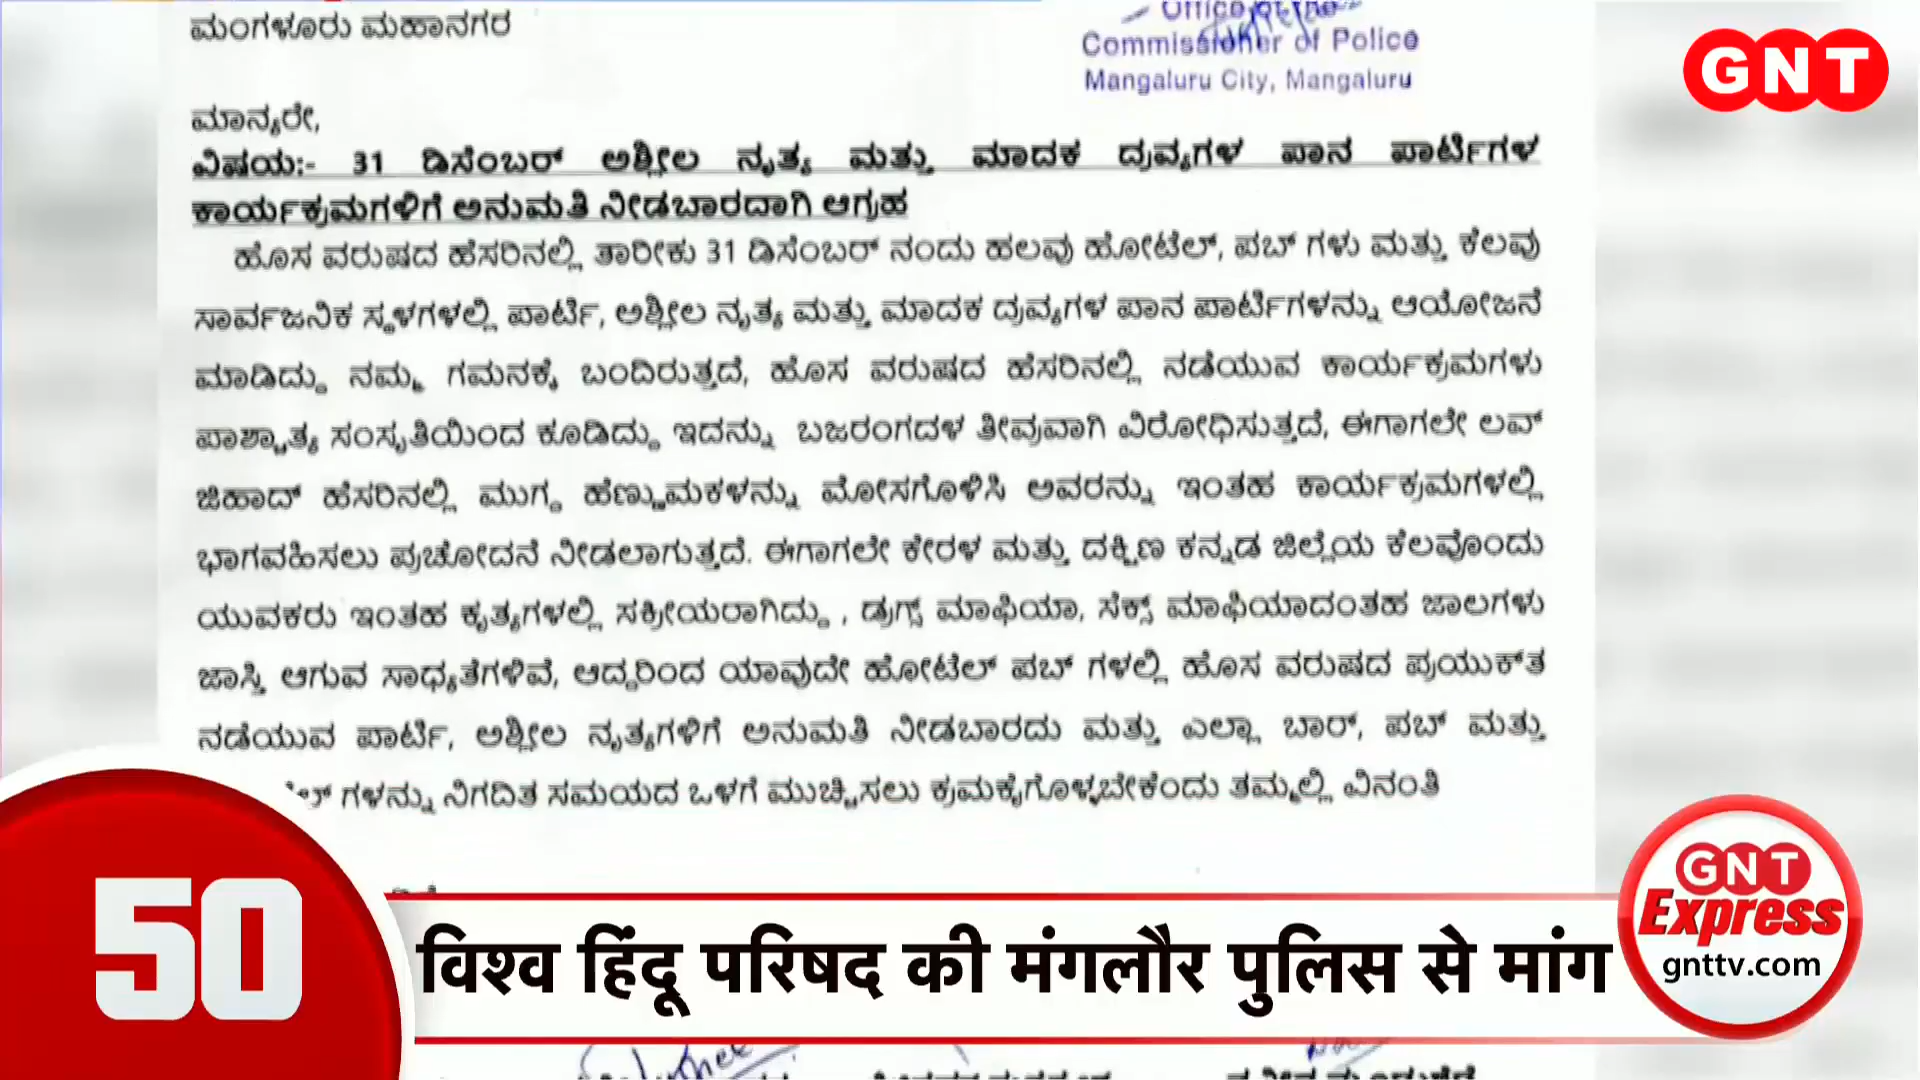 ಮಂಗಳೂರು ಮಹಾನಗರ
Office of the
Commissioner of Police
Mangaluru City, Mangaluru
GNT
ಮಾನ್ಯರೇ,
ವಿಷಯ:- 31 ಡಿಸೆಂಬರ್ ಅಶ್ಲೀಲ ನೃತ್ಯ ಮತ್ತು ಮಾದಕ ದ್ರವ್ಯಗಳ ಪಾನ ಪಾರ್ಟಿಗಳ
ಕಾರ್ಯಕ್ರಮಗಳಿಗೆ ಅನುಮತಿ ನೀಡಬಾರದಾಗಿ ಆಗ್ರಹ
ಹೊಸ ವರುಷದ ಹೆಸರಿನಲ್ಲಿ ತಾರೀಕು 31 ಡಿಸೆಂಬರ್ ನಂದು ಹಲವು ಹೋಟೆಲ್, ಪಬ್ ಗಳು ಮತ್ತು ಕೆಲವು
ಸಾರ್ವಜನಿಕ ಸ್ಥಳಗಳಲ್ಲಿ ಪಾರ್ಟಿ, ಅಶ್ಲೀಲ ನೃತ್ಯ ಮತ್ತು ಮಾದಕ ದ್ರವ್ಯಗಳ ಪಾನ ಪಾರ್ಟಿಗಳನ್ನು ಆಯೋಜನೆ
ಮಾಡಿದ್ದು ನಮ್ಮ ಗಮನಕ್ಕೆ ಬಂದಿರುತ್ತದೆ, ಹೊಸ ವರುಷದ ಹೆಸರಿನಲ್ಲಿ ನಡೆಯುವ ಕಾರ್ಯಕ್ರಮಗಳು
ಪಾಶ್ಚಾತ್ಯ ಸಂಸ್ಕೃತಿಯಿಂದ ಕೂಡಿದ್ದು ಇದನ್ನು ಬಜರಂಗದಳ ತೀವ್ರವಾಗಿ ವಿರೋಧಿಸುತ್ತದೆ, ಈಗಾಗಲೇ ಲವ್
ಜಿಹಾದ್ ಹೆಸರಿನಲ್ಲಿ ಮುಗ್ಧ ಹೆಣ್ಣುಮಕಳನ್ನು ಮೋಸಗೊಳಿಸಿ ಅವರನ್ನು ಇಂತಹ ಕಾರ್ಯಕ್ರಮಗಳಲ್ಲಿ
ಭಾಗವಹಿಸಲು ಪ್ರಚೋದನೆ ನೀಡಲಾಗುತ್ತದೆ. ಈಗಾಗಲೇ ಕೇರಳ ಮತ್ತು ದಕ್ಷಿಣ ಕನ್ನಡ ಜಿಲ್ಲೆಯ ಕೆಲವೊಂದು
ಯುವಕರು ಇಂತಹ ಕೃತ್ಯಗಳಲ್ಲಿ ಸಕ್ರೀಯರಾಗಿದ್ದು , ಡ್ರಗ್ಸ್ ಮಾಫಿಯಾ, ಸೆಕ್ಸ್ ಮಾಫಿಯಾದಂತಹ ಜಾಲಗಳು
ಜಾಸ್ತಿ ಆಗುವ ಸಾಧ್ಯತೆಗಳಿವೆ, ಆದ್ದರಿಂದ ಯಾವುದೇ ಹೋಟೆಲ್ ಪಬ್ ಗಳಲ್ಲಿ ಹೊಸ ವರುಷದ ಪ್ರಯುಕ್‌ತ
ನಡೆಯುವ ಪಾರ್ಟಿ, ಅಶ್ಲೀಲ ನೃತ್ಯಗಳಿಗೆ ಅನುಮತಿ ನೀಡಬಾರದು ಮತ್ತು ಎಲ್ಲಾ ಬಾರ್, ಪಬ್ ಮತ್ತು
ಗಳನ್ನು ನಿಗದಿತ ಸಮಯದ ಒಳಗೆ ಮುಚ್ಚಿಸಲು ಕ್ರಮಕೈಗೊಳ್ಳಬೇಕೆಂದು ತಮ್ಮಲ್ಲಿ ವಿನಂತಿ
50
विश्व हिंदू परिषद की मंगलौर पुलिस से मांग
GNT
Express
gnttv.com